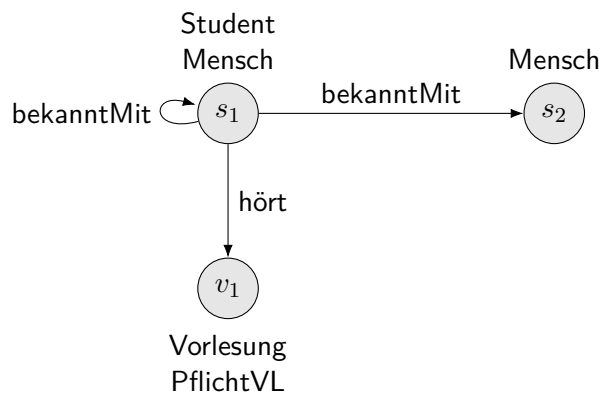 Student
Mensch
Mensch
bekanntMit
bekanntMit
s₁
s₂
hört
v₁
Vorlesung
PflichtVL